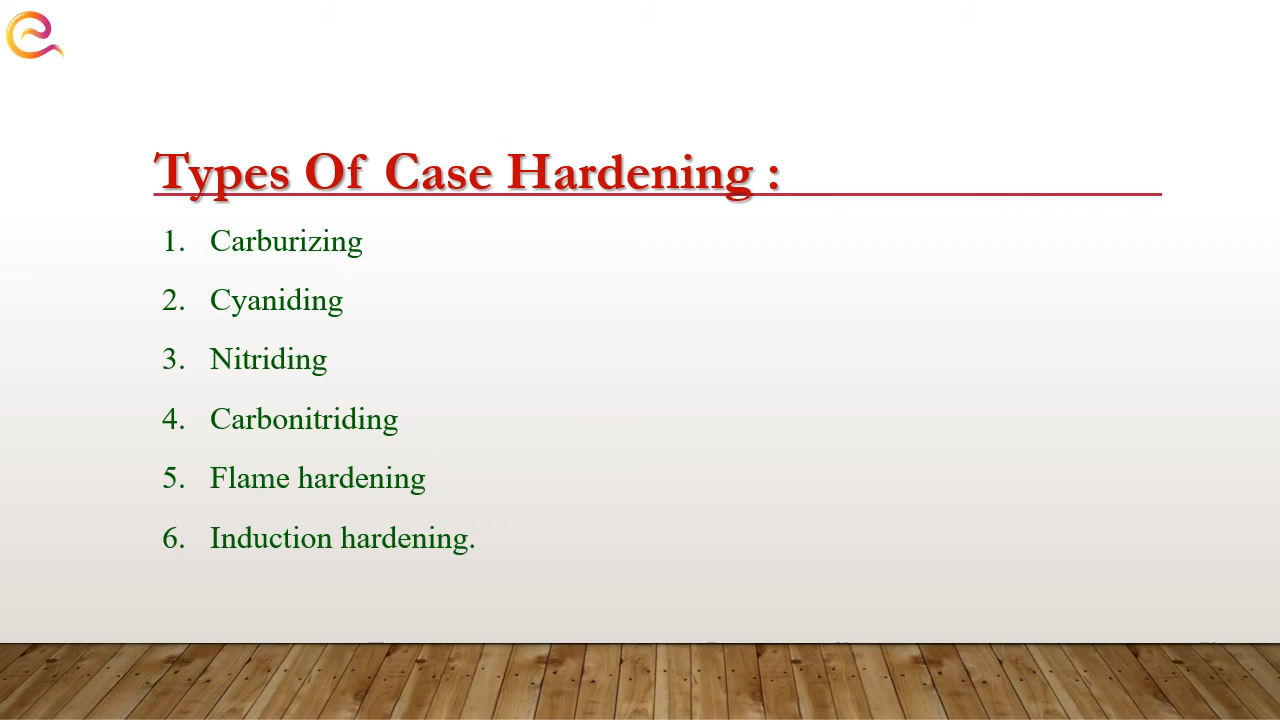 Types Of Case Hardening :
1. Carburizing
2. Cyaniding
3. Nitriding
4. Carbonitriding
5. Flame hardening
6. Induction hardening.